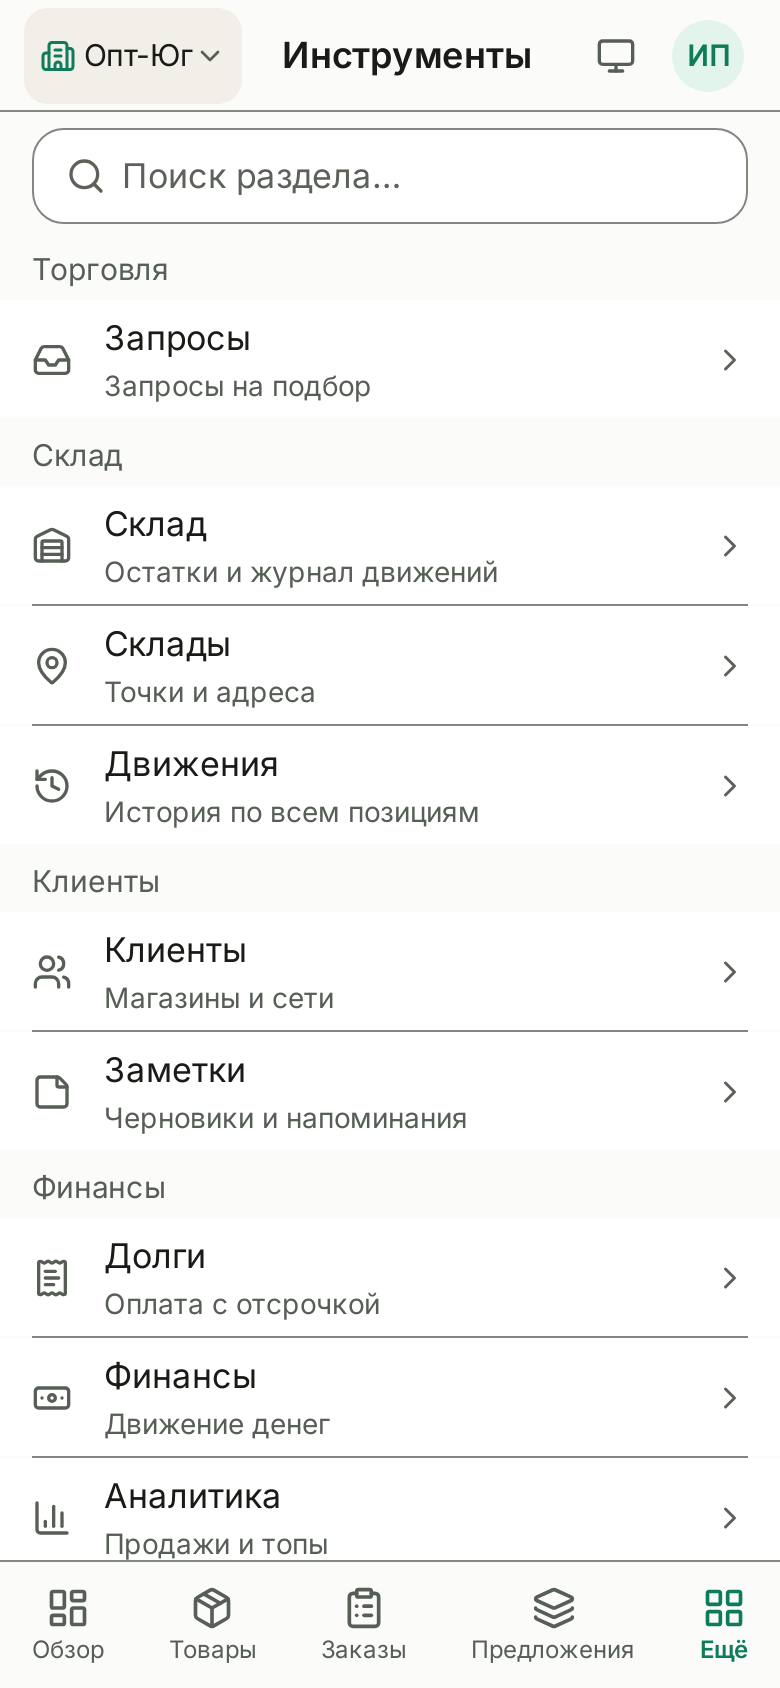 Опт-Юг
Инструменты
ИП
Поиск раздела...
Торговля
Запросы
Запросы на подбор
Склад
Склад
Остатки и журнал движений
Склады
Точки и адреса
Движения
История по всем позициям
Клиенты
Клиенты
Магазины и сети
Заметки
Черновики и напоминания
Финансы
Долги
Оплата с отсрочкой
Финансы
Движение денег
Аналитика
Продажи и топы
Обзор
Товары
Заказы
Предложения
Ещё